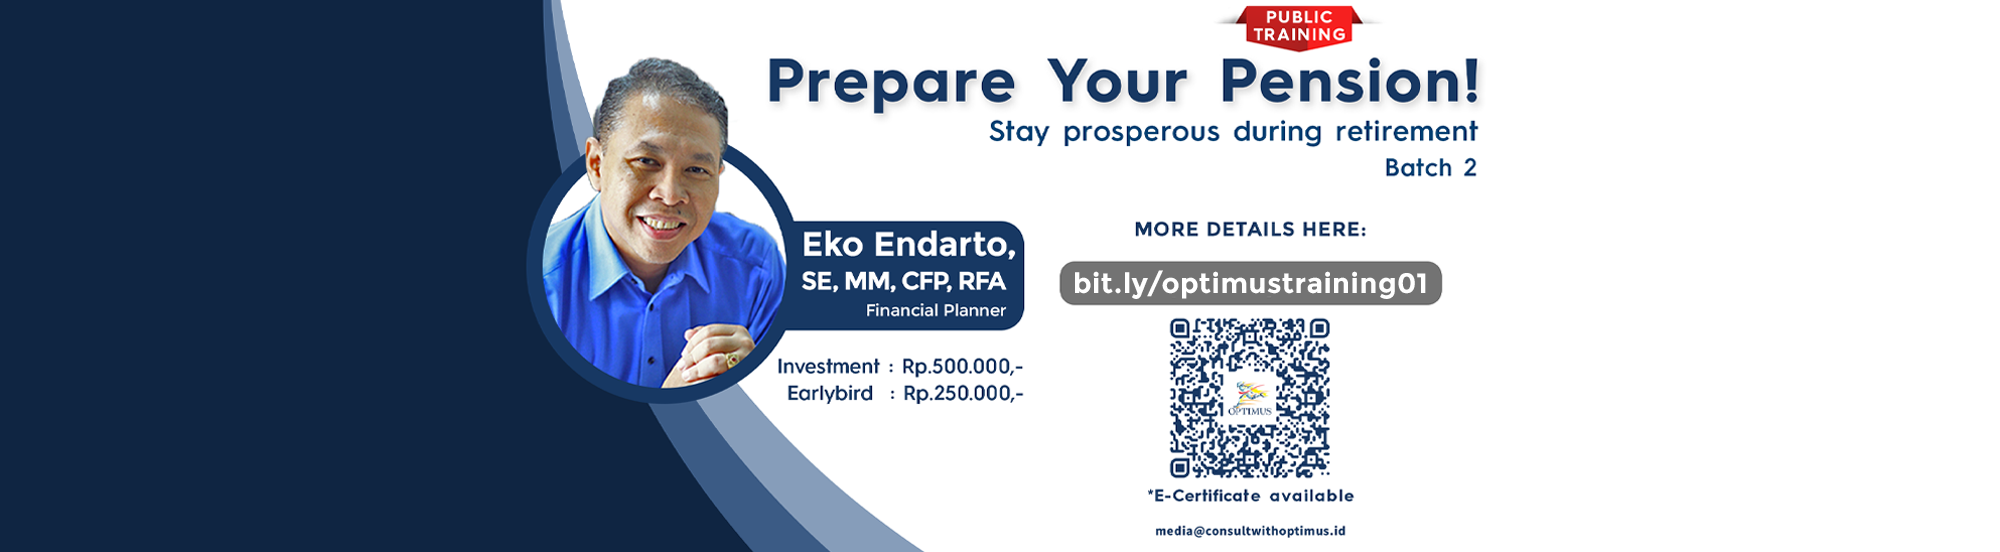 PUBLIC
TRAINING
Prepare Your Pension!
Stay prosperous during retirement
Batch 2
Eko Endarto,
SE, MM, CFP, RFA
Financial Planner
Investment : Rp.500.000,-
Earlybird : Rp.250.000,-
MORE DETAILS HERE:
bit.ly/optimustraining01
OPTIMUS
*E-Certificate available
media@consultwithoptimus.id